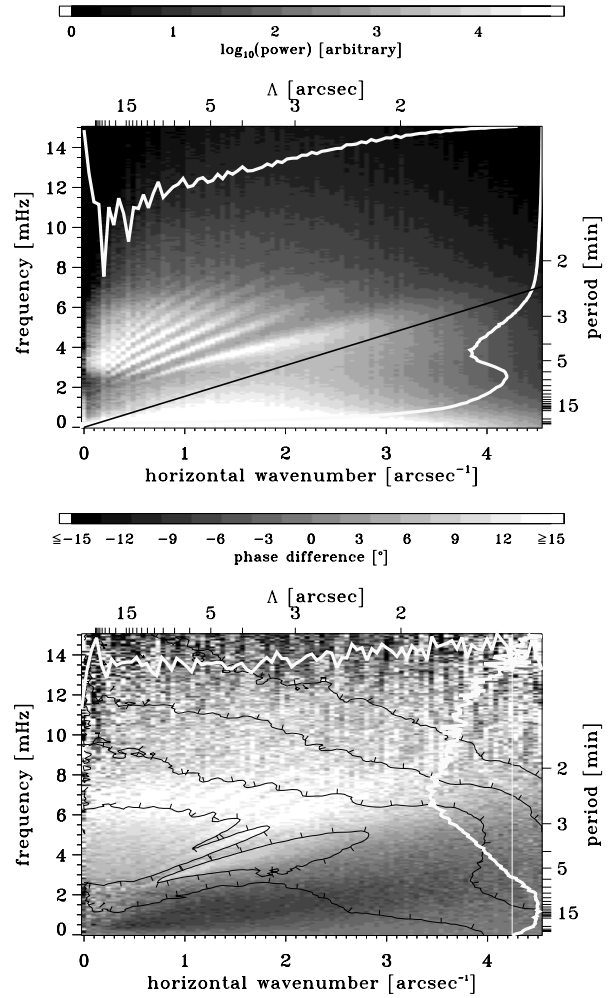 0 1 2 3 4
log₁₀(power) [arbitrary]
Λ [arcsec]
15 5 3 2
14
12
10
8
6
4
2
0
frequency [mHz]
2
3
5
15
period [min]
0 1 2 3 4
horizontal wavenumber [arcsec⁻¹]
≦−15 −12 −9 −6 −3 0 3 6 9 12 ≧15
phase difference [°]
Λ [arcsec]
15 5 3 2
14
12
10
8
6
4
2
0
frequency [mHz]
2
3
5
15
period [min]
0 1 2 3 4
horizontal wavenumber [arcsec⁻¹]